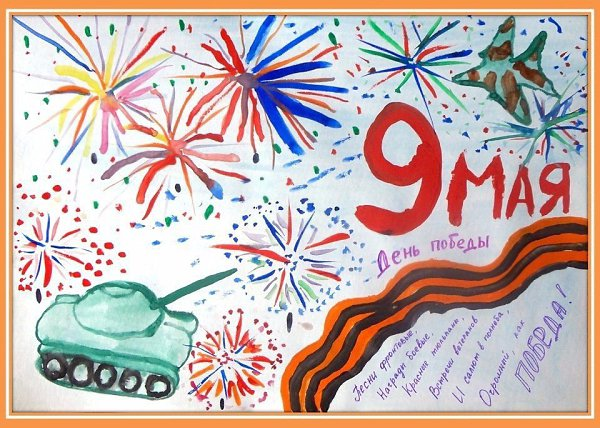 9 МАЯ
День победы
Песни фронтовые,
Награды боевые,
Красные тюльпаны,
Встречи ветеранов
И салют в полнеба,
Огромный, как
ПОБЕДА!